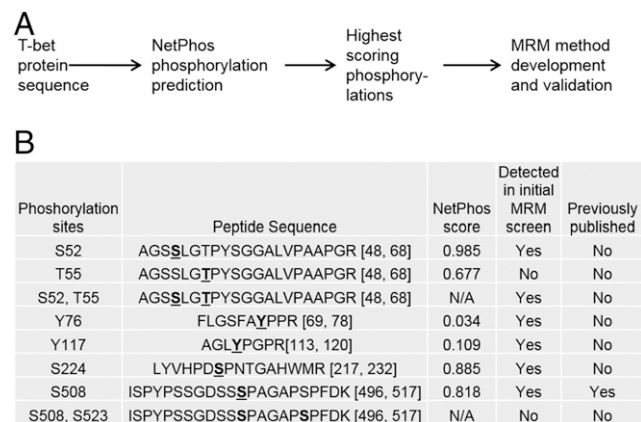 A
T-bet
protein
sequence
NetPhos
phosphorylation
prediction
Highest
scoring
phosphory-
lations
MRM method
development
and validation
B
Phoshorylation
sites
Peptide Sequence
NetPhos
score
Detected
in initial
MRM
screen
Previously
published
S52 AGSSLGTPYSGGALVPAAPGR [48, 68] 0.985 Yes No
T55 AGSSLGTPYSGGALVPAAPGR [48, 68] 0.677 No No
S52, T55 AGSSLGTPYSGGALVPAAPGR [48, 68] N/A Yes No
Y76 FLGSFAYPPR [69, 78] 0.034 Yes No
Y117 AGLYPGPR[113, 120] 0.109 Yes No
S224 LYVHPDSPNTGAHWMR [217, 232] 0.885 Yes No
S508 ISPYPSSGDSSSPAGAPSPFDK [496, 517] 0.818 Yes Yes
S508, S523 ISPYPSSGDSSSPAGAPSPFDK [496, 517] N/A No No